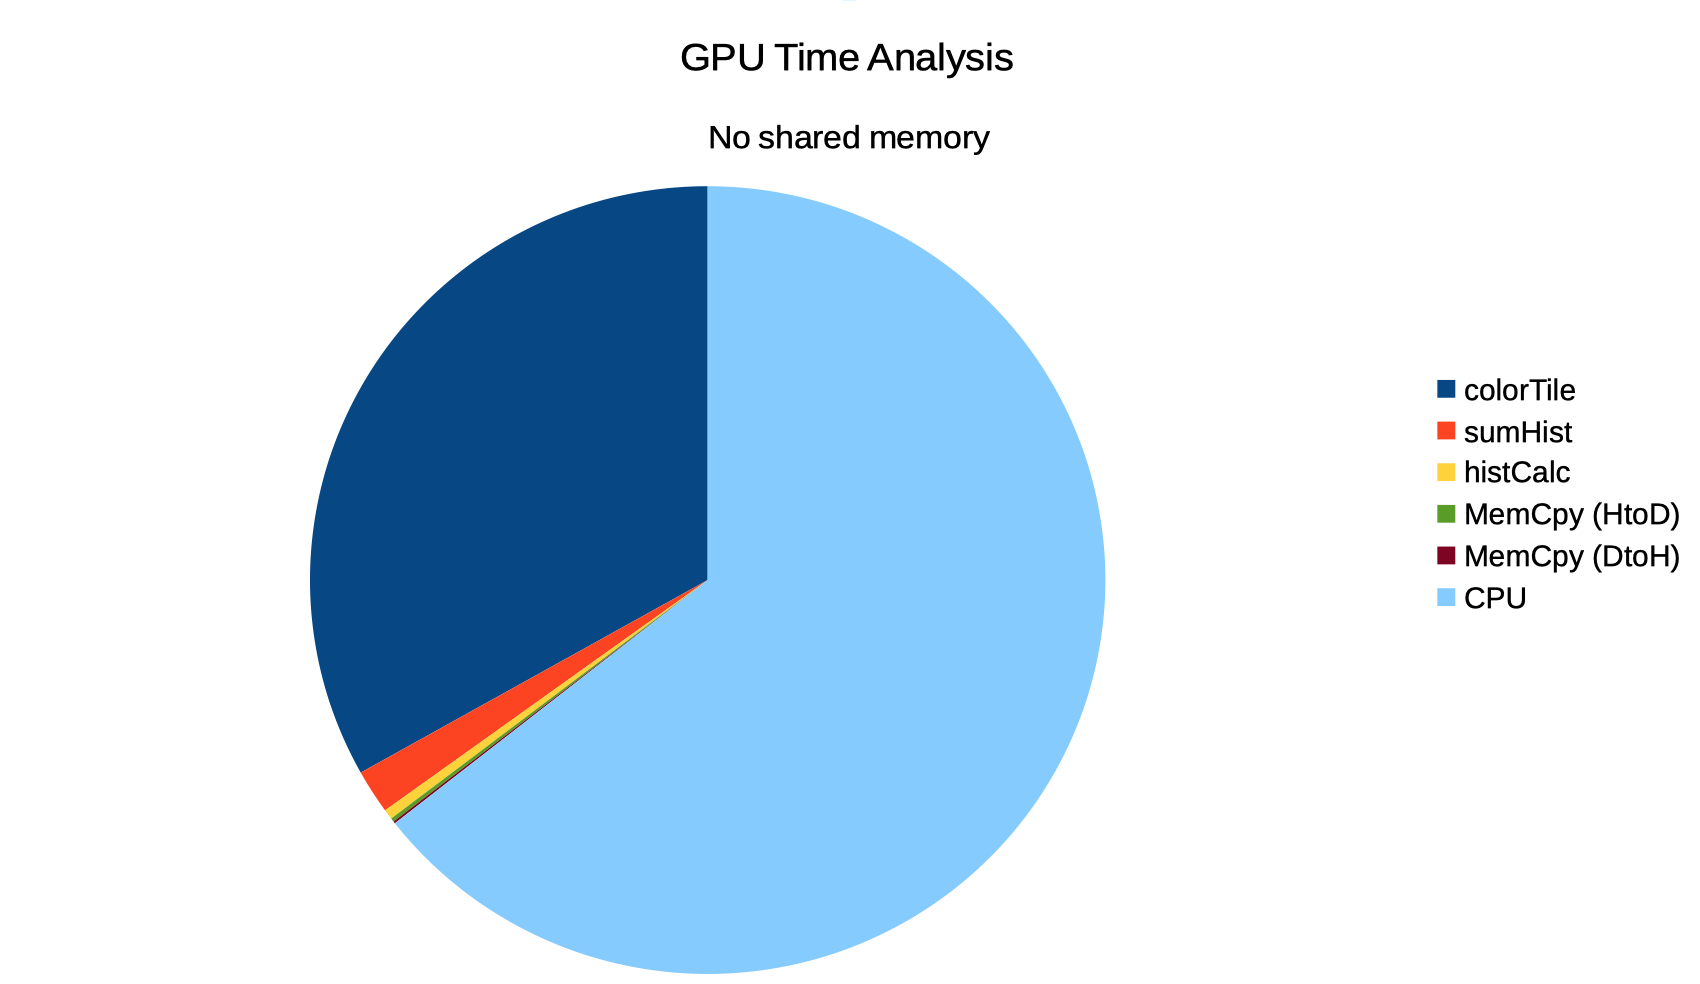 GPU Time Analysis
No shared memory
colorTile
sumHist
histCalc
MemCpy (HtoD)
MemCpy (DtoH)
CPU